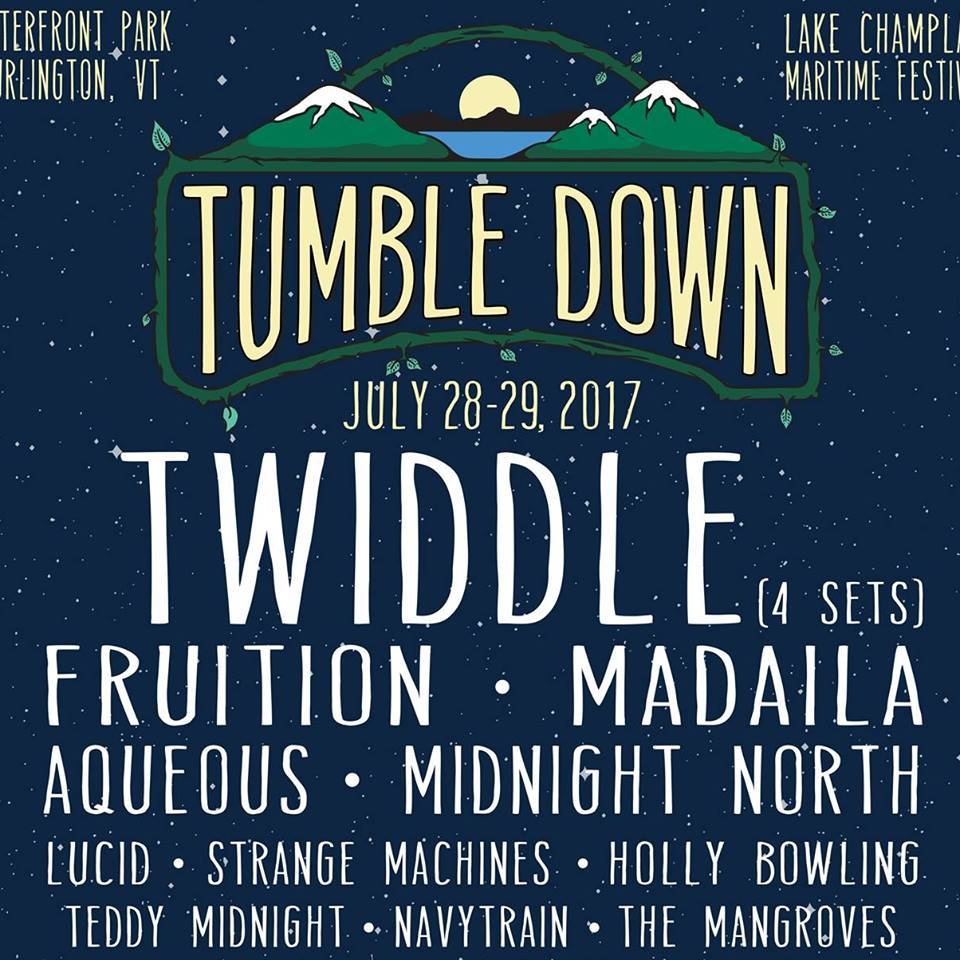 TERFRONT PARK
URLINGTON, VT
LAKE CHAMPLA
MARITIME FESTIV
TUMBLE DOWN
JULY 28-29, 2017
TWIDDLE (4 SETS)
FRUITION • MADAILA
AQUEOUS • MIDNIGHT NORTH
LUCID • STRANGE MACHINES • HOLLY BOWLING
TEDDY MIDNIGHT • NAVYTRAIN • THE MANGROVES